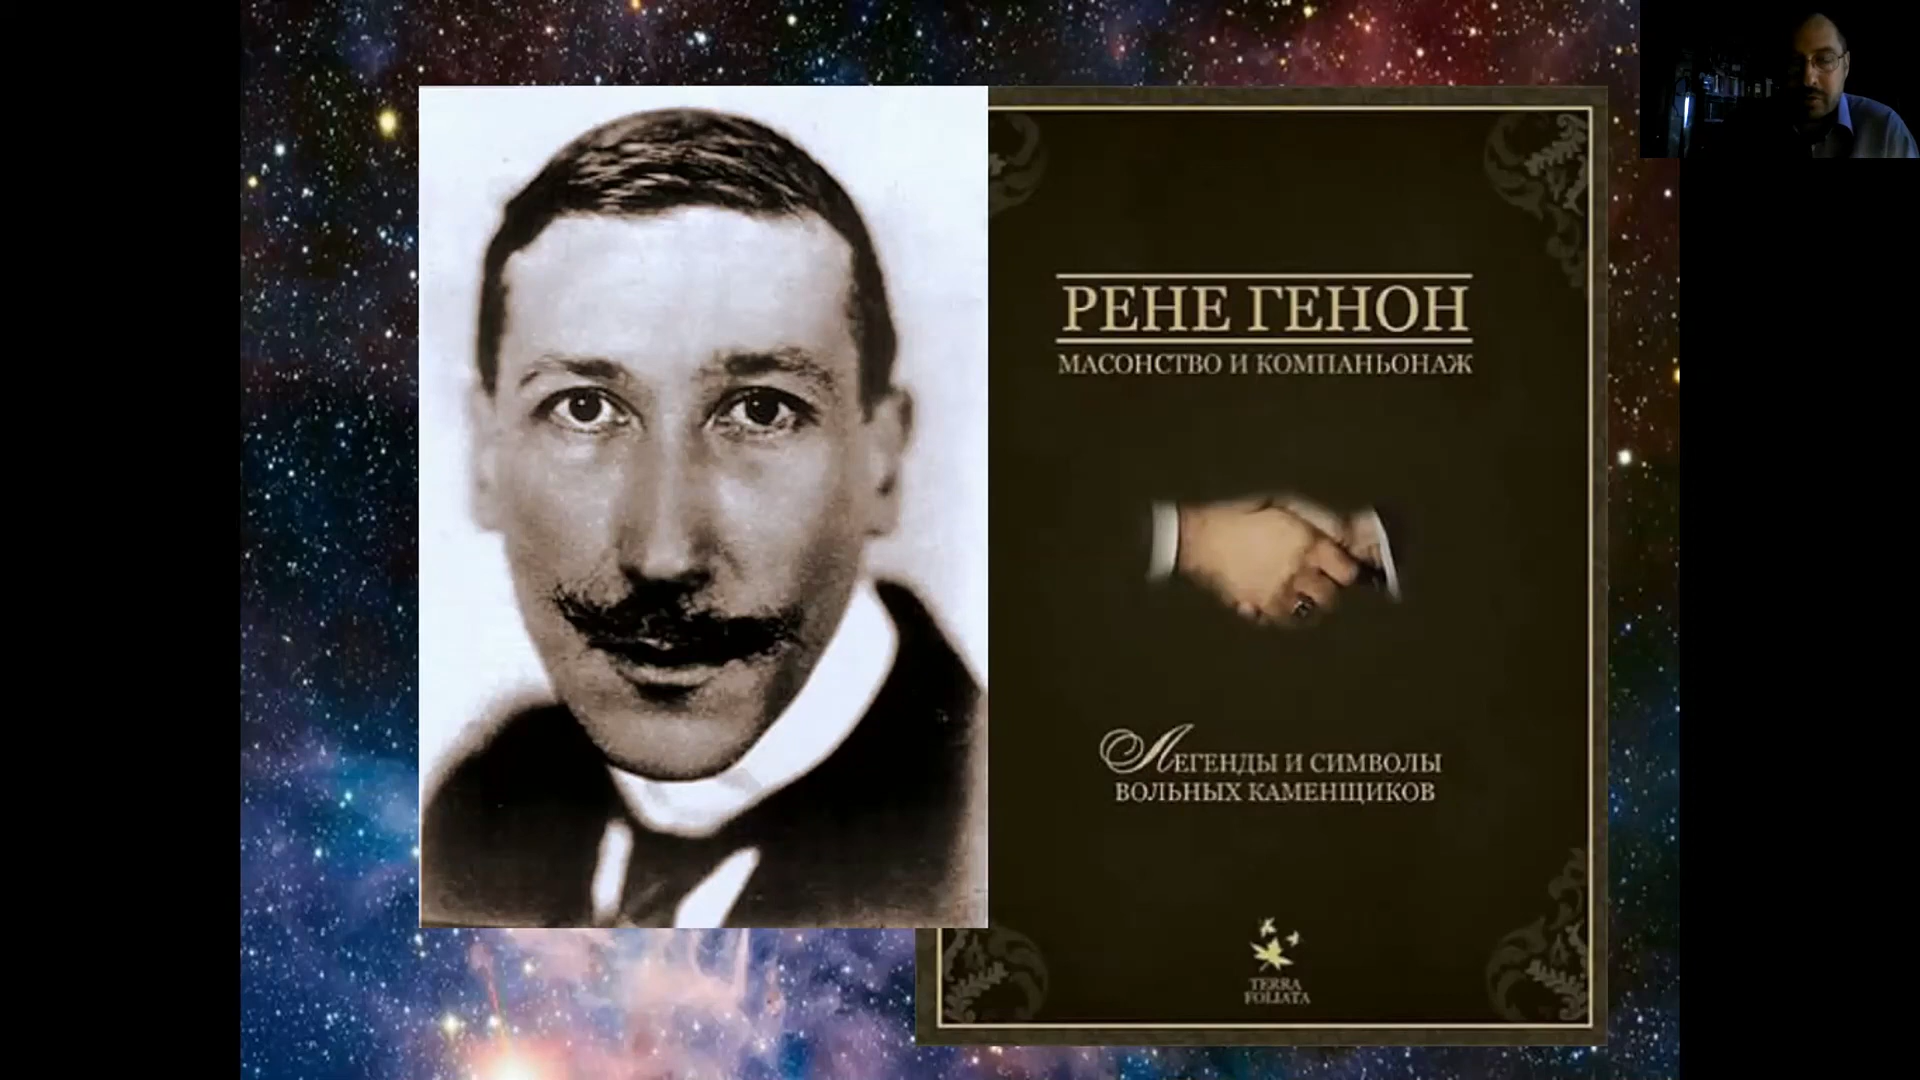 РЕНЕ ГЕНОН
МАСОНСТВО И КОМПАНЬОНАЖ
ЛЕГЕНДЫ И СИМВОЛЫ
ВОЛЬНЫХ КАМЕНЩИКОВ
TERRA
FOLIATA